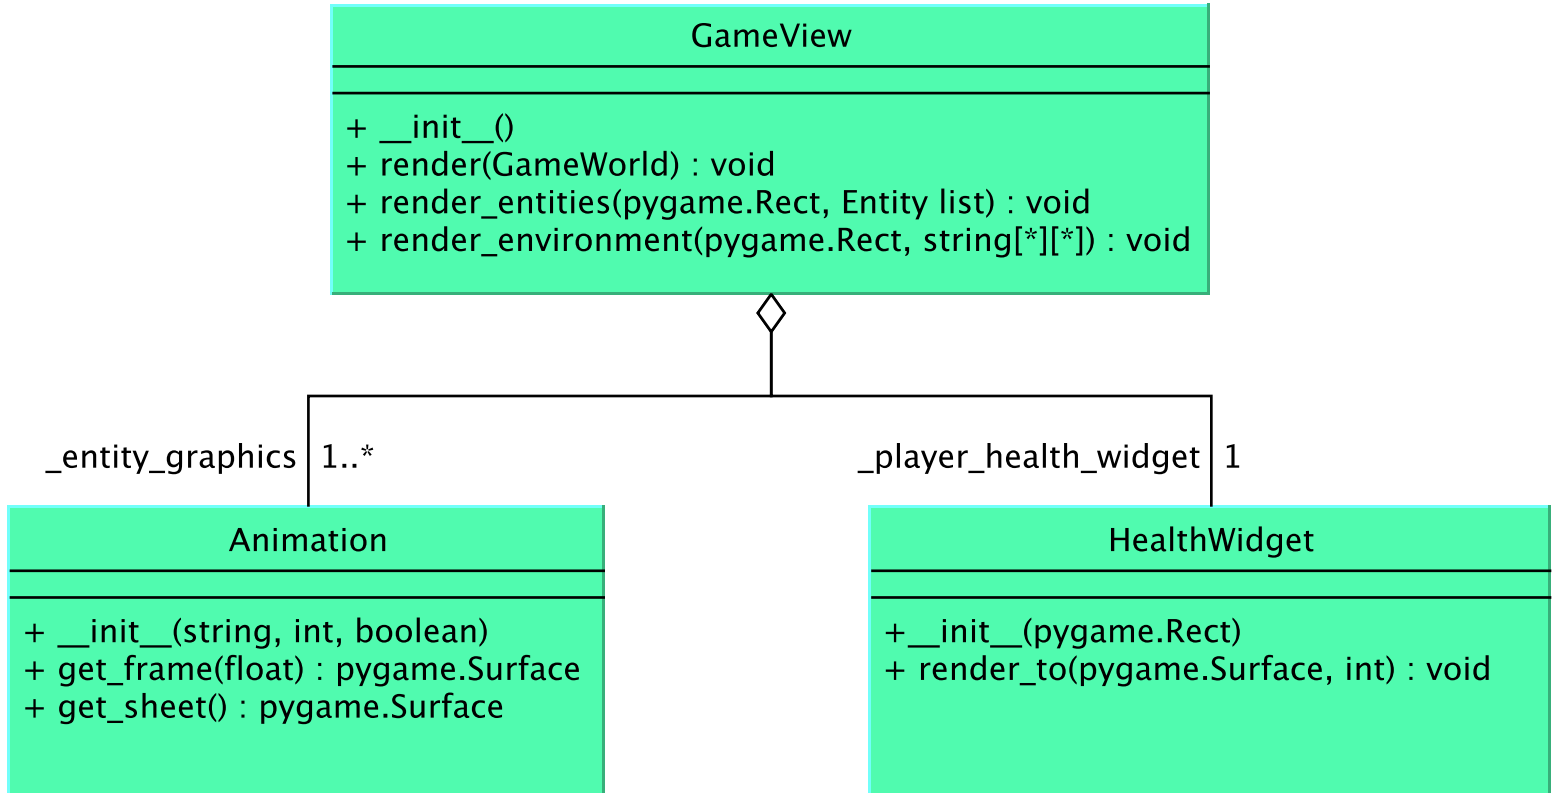 GameView
+ __init__()
+ render(GameWorld) : void
+ render_entities(pygame.Rect, Entity list) : void
+ render_environment(pygame.Rect, string[*][*]) : void
_entity_graphics 1..*
_player_health_widget 1
Animation
+ __init__(string, int, boolean)
+ get_frame(float) : pygame.Surface
+ get_sheet() : pygame.Surface
HealthWidget
+__init__(pygame.Rect)
+ render_to(pygame.Surface, int) : void